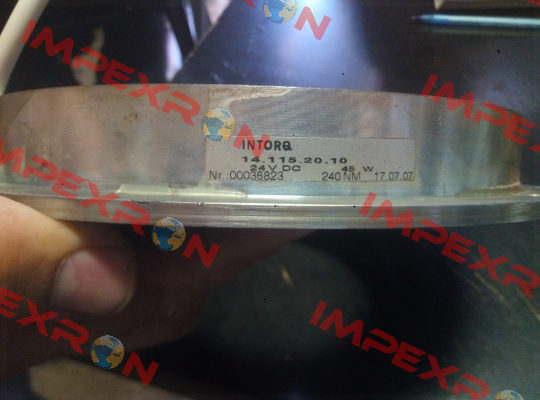 IMPEXRON
IMPEXRON
INTORQ
14.115.20.10
24V DC 45 W
Nr. 00036823 240 NM 17.07.07
IMPEXRON
IMPEXRON
IMPEXRON
IMPEXRON